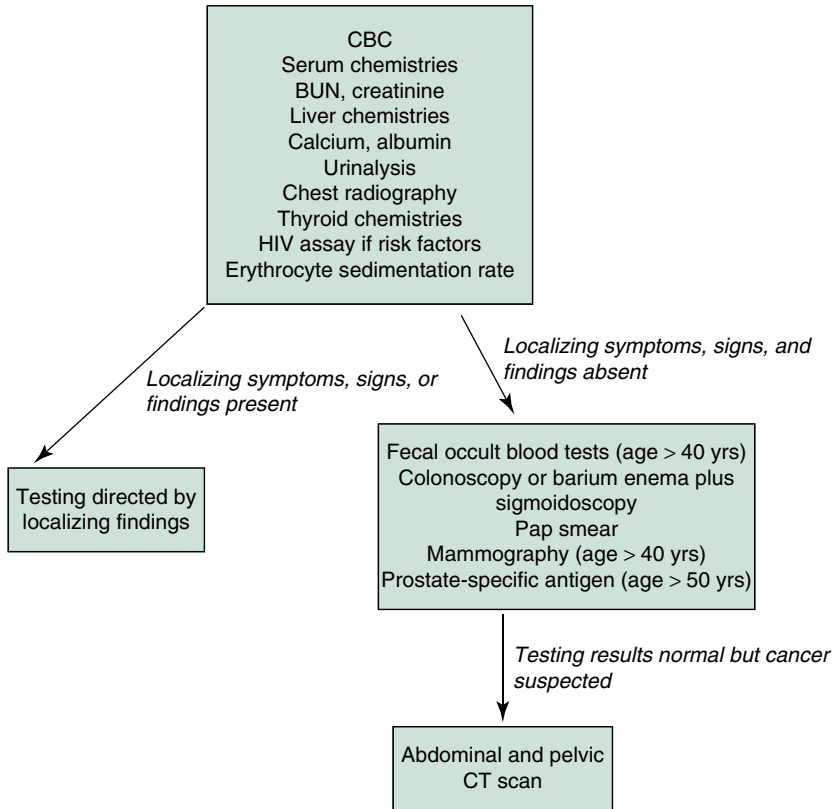 CBC
Serum chemistries
BUN, creatinine
Liver chemistries
Calcium, albumin
Urinalysis
Chest radiography
Thyroid chemistries
HIV assay if risk factors
Erythrocyte sedimentation rate
Localizing symptoms, signs, or
findings present
Localizing symptoms, signs, and
findings absent
Testing directed by
localizing findings
Fecal occult blood tests (age > 40 yrs)
Colonoscopy or barium enema plus
sigmoidoscopy
Pap smear
Mammography (age > 40 yrs)
Prostate-specific antigen (age > 50 yrs)
Testing results normal but cancer
suspected
Abdominal and pelvic
CT scan